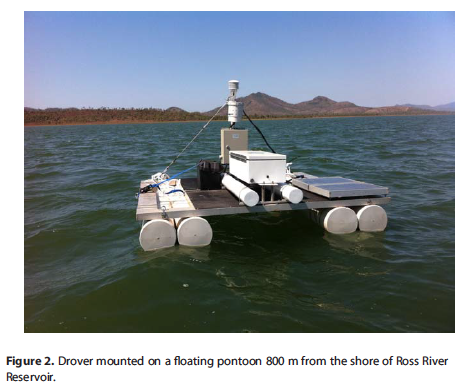 Figure 2. Drover mounted on a floating pontoon 800 m from the shore of Ross River
Reservoir.